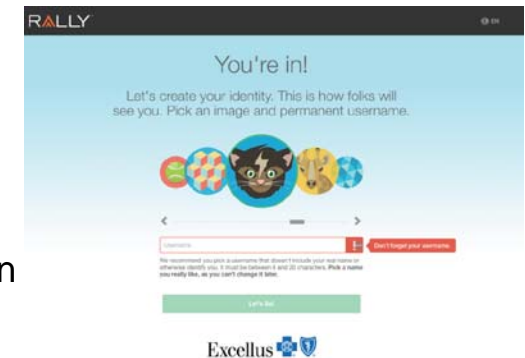 RALLY
EN
You're in!
Let's create your identity. This is how folks will
see you. Pick an image and permanent username.
Username
Don't forget your username.
We recommend you pick a username that doesn't include your real name or
otherwise identify you. It must be between 4 and 20 characters. Pick a name
you really like, as you can't change it later.
n
Let's Go!
Excellus